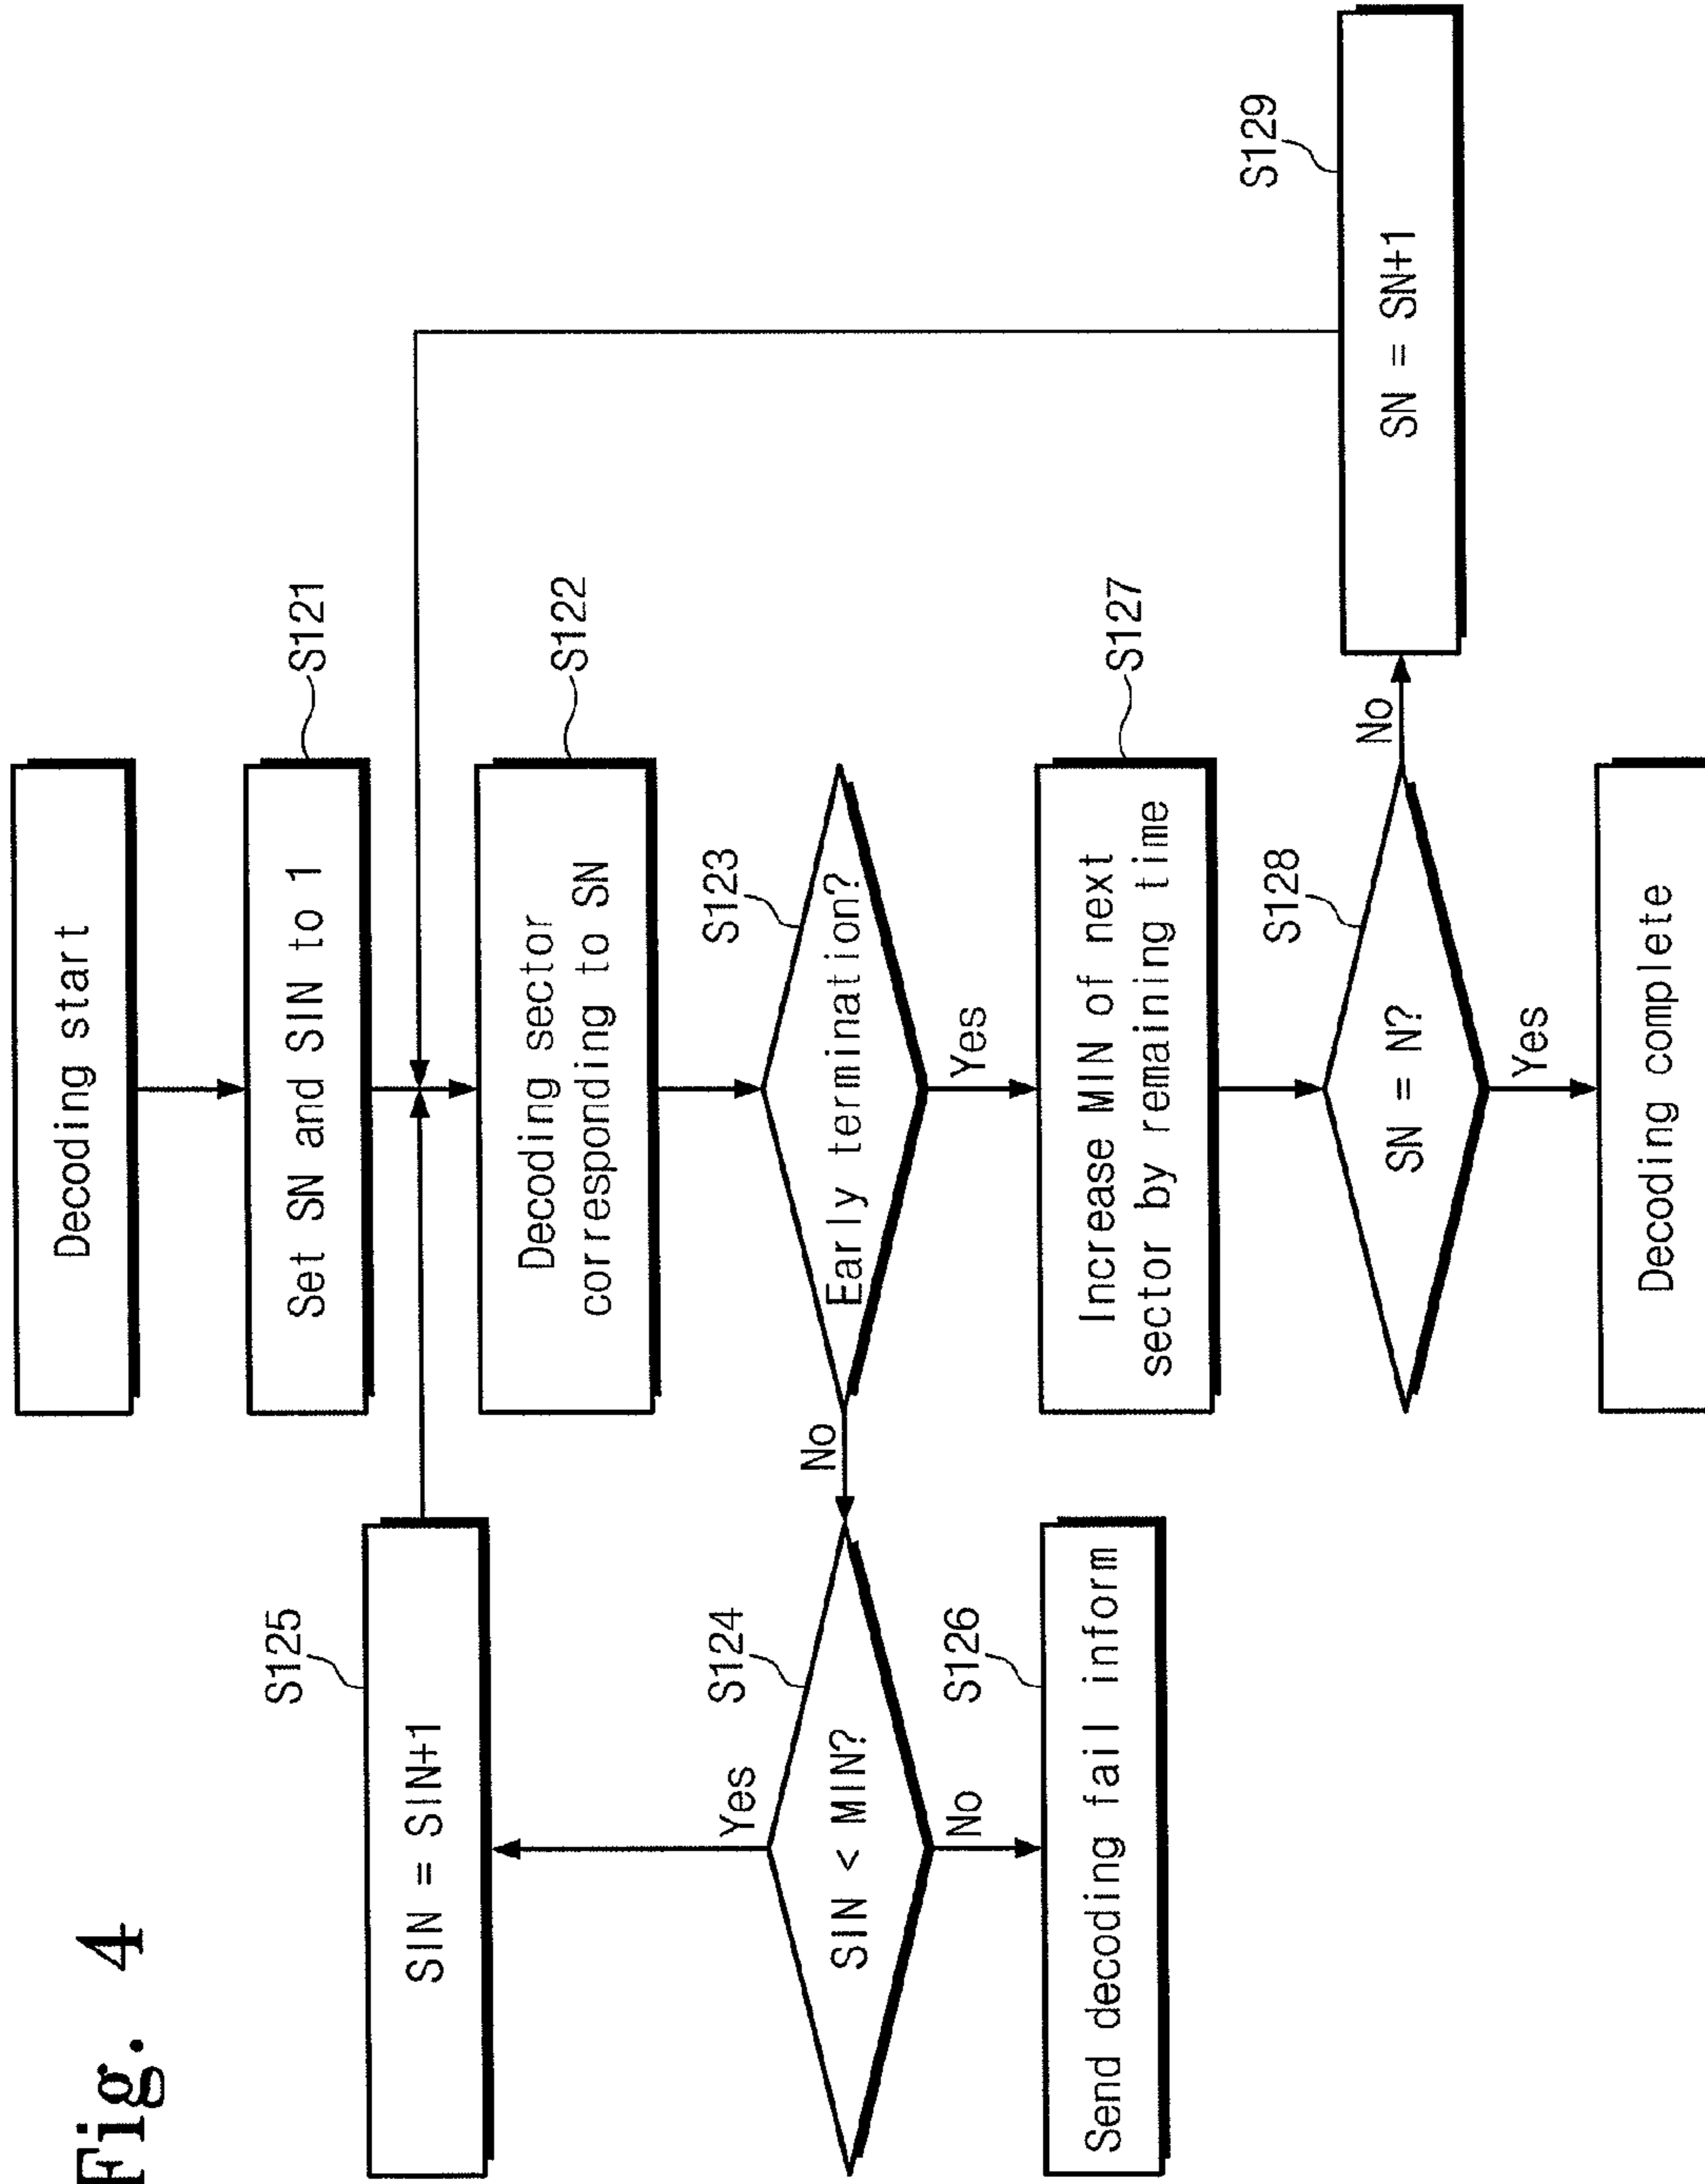 Fig. 4
Decoding start
Set SN and SIN to 1
S121
SIN = SIN+1
S125
Decoding sector
corresponding to SN
S122
Early termination?
S123
No
Yes
SIN < MIN?
S124
Yes
No
Send decoding fail inform
S126
Increase MIN of next
sector by remaining time
S127
SN = N?
S128
No
Yes
SN = SN+1
S129
Decoding complete